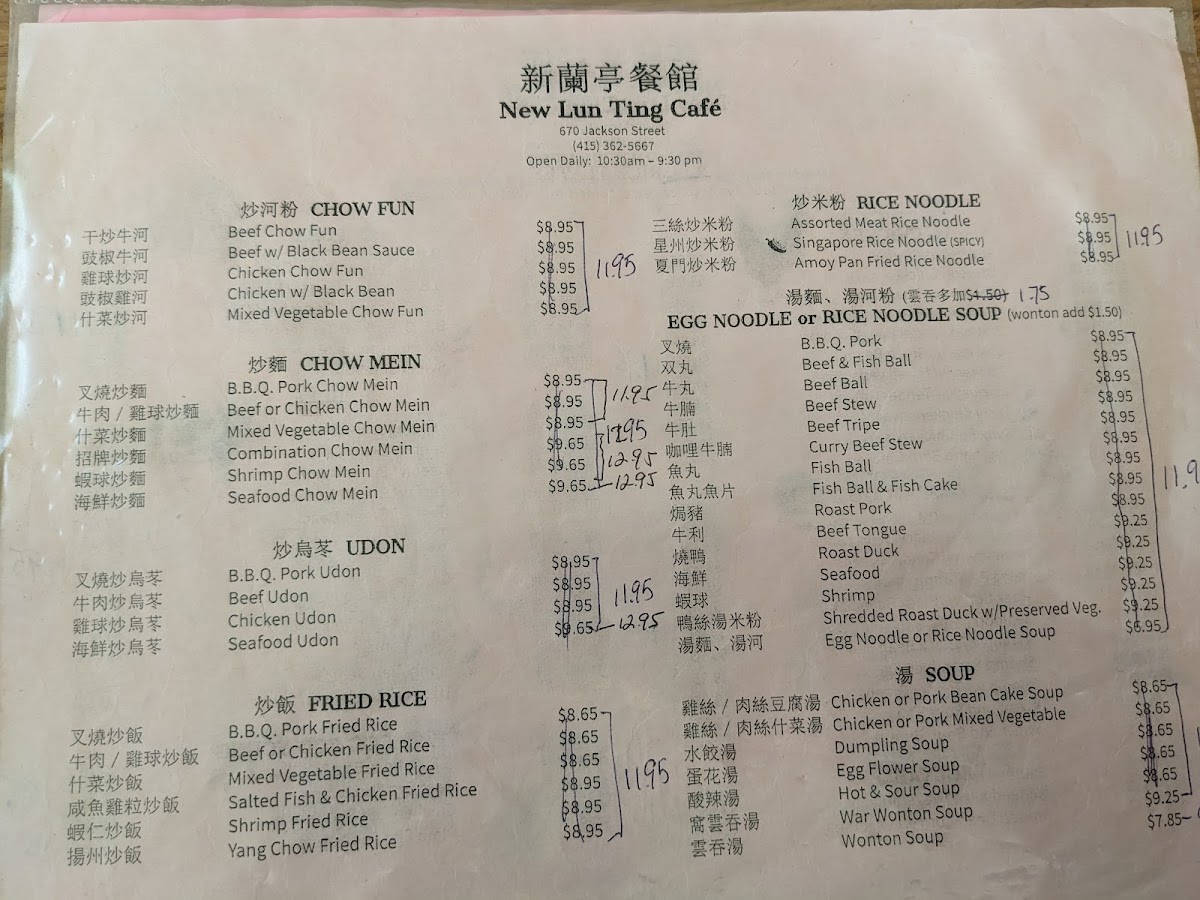 新蘭亭餐館
New Lun Ting Café
670 Jackson Street
(415) 362-5667
Open Daily: 10:30am – 9:30 pm
炒河粉 CHOW FUN
干炒牛河 Beef Chow Fun $8.95
豉椒牛河 Beef w/ Black Bean Sauce $8.95
雞球炒河 Chicken Chow Fun $8.95
豉椒雞河 Chicken w/ Black Bean $8.95
什菜炒河 Mixed Vegetable Chow Fun $8.95
11.95
炒麵 CHOW MEIN
叉燒炒麵 B.B.Q. Pork Chow Mein $8.95
牛肉 / 雞球炒麵 Beef or Chicken Chow Mein $8.95
什菜炒麵 Mixed Vegetable Chow Mein $8.95
招牌炒麵 Combination Chow Mein $9.65
蝦球炒麵 Shrimp Chow Mein $9.65
海鮮炒麵 Seafood Chow Mein $9.65
11.95
12.95
12.95
12.95
炒烏苳 UDON
叉燒炒烏苳 B.B.Q. Pork Udon $8.95
牛肉炒烏苳 Beef Udon $8.95
雞球炒烏苳 Chicken Udon $8.95
海鮮炒烏苳 Seafood Udon $9.65
11.95
12.95
炒飯 FRIED RICE
叉燒炒飯 B.B.Q. Pork Fried Rice $8.65
牛肉 / 雞球炒飯 Beef or Chicken Fried Rice $8.65
什菜炒飯 Mixed Vegetable Fried Rice $8.65
咸魚雞粒炒飯 Salted Fish & Chicken Fried Rice $8.95
蝦仁炒飯 Shrimp Fried Rice $8.95
揚州炒飯 Yang Chow Fried Rice $8.95
11.95
炒米粉 RICE NOODLE
三絲炒米粉 Assorted Meat Rice Noodle $8.95
星州炒米粉 Singapore Rice Noodle (SPICY) $8.95
夏門炒米粉 Amoy Pan Fried Rice Noodle $8.95
11.95
湯麵、湯河粉 (雲吞多加$1.50) 1.75
EGG NOODLE or RICE NOODLE SOUP (wonton add $1.50)
叉燒 B.B.Q. Pork $8.95
双丸 Beef & Fish Ball $8.95
牛丸 Beef Ball $8.95
牛腩 Beef Stew $8.95
牛肚 Beef Tripe $8.95
咖哩牛腩 Curry Beef Stew $8.95
魚丸 Fish Ball $8.95
魚丸魚片 Fish Ball & Fish Cake $8.95
焗豬 Roast Pork $8.95
牛利 Beef Tongue $9.25
燒鴨 Roast Duck $9.25
海鮮 Seafood $9.25
蝦球 Shrimp $9.25
鴨絲湯米粉 Shredded Roast Duck w/Preserved Veg. $9.25
湯麵、湯河 Egg Noodle or Rice Noodle Soup $6.95
湯 SOUP
雞絲 / 肉絲豆腐湯 Chicken or Pork Bean Cake Soup $8.65
雞絲 / 肉絲什菜湯 Chicken or Pork Mixed Vegetable $8.65
水餃湯 Dumpling Soup $8.65
蛋花湯 Egg Flower Soup $8.65
酸辣湯 Hot & Sour Soup $8.65
窩雲吞湯 War Wonton Soup $9.25
雲吞湯 Wonton Soup $7.85